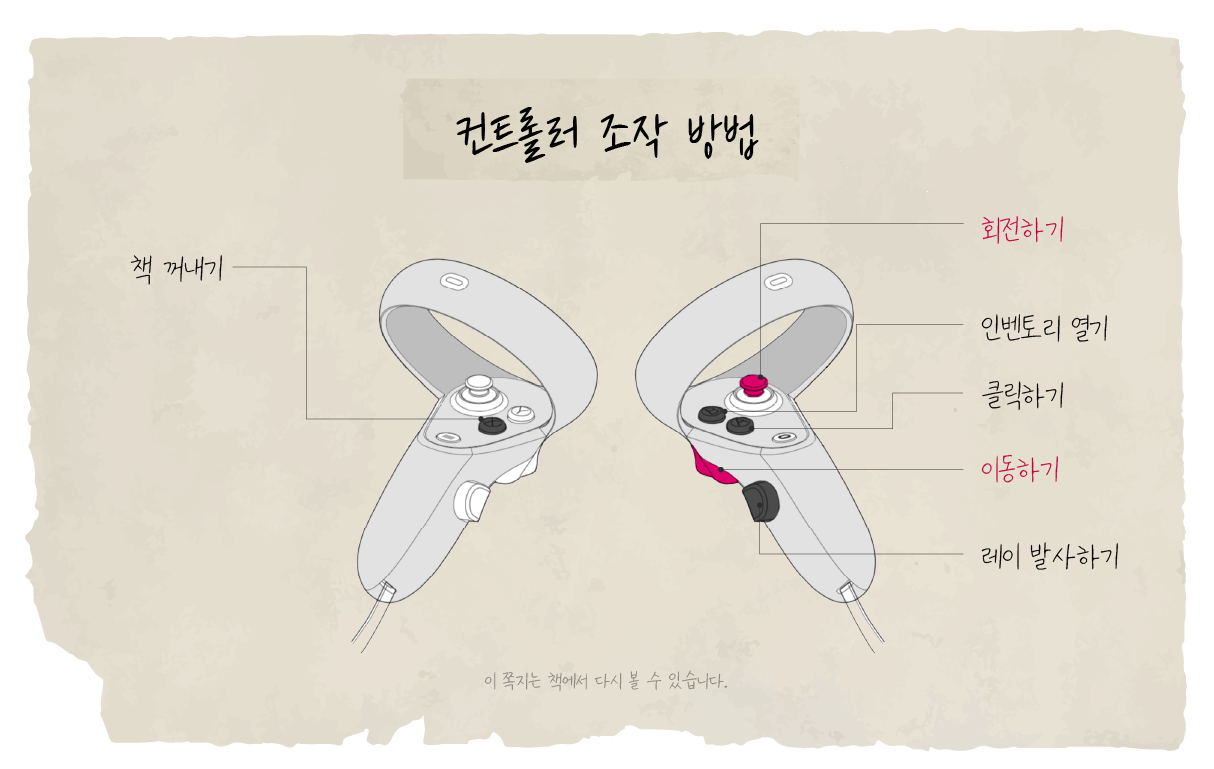 컨트롤러 조작 방법
회전하기
책 꺼내기
인벤토리 열기
클릭하기
이동하기
레이 발사하기
이 쪽지는 책에서 다시 볼 수 있습니다.